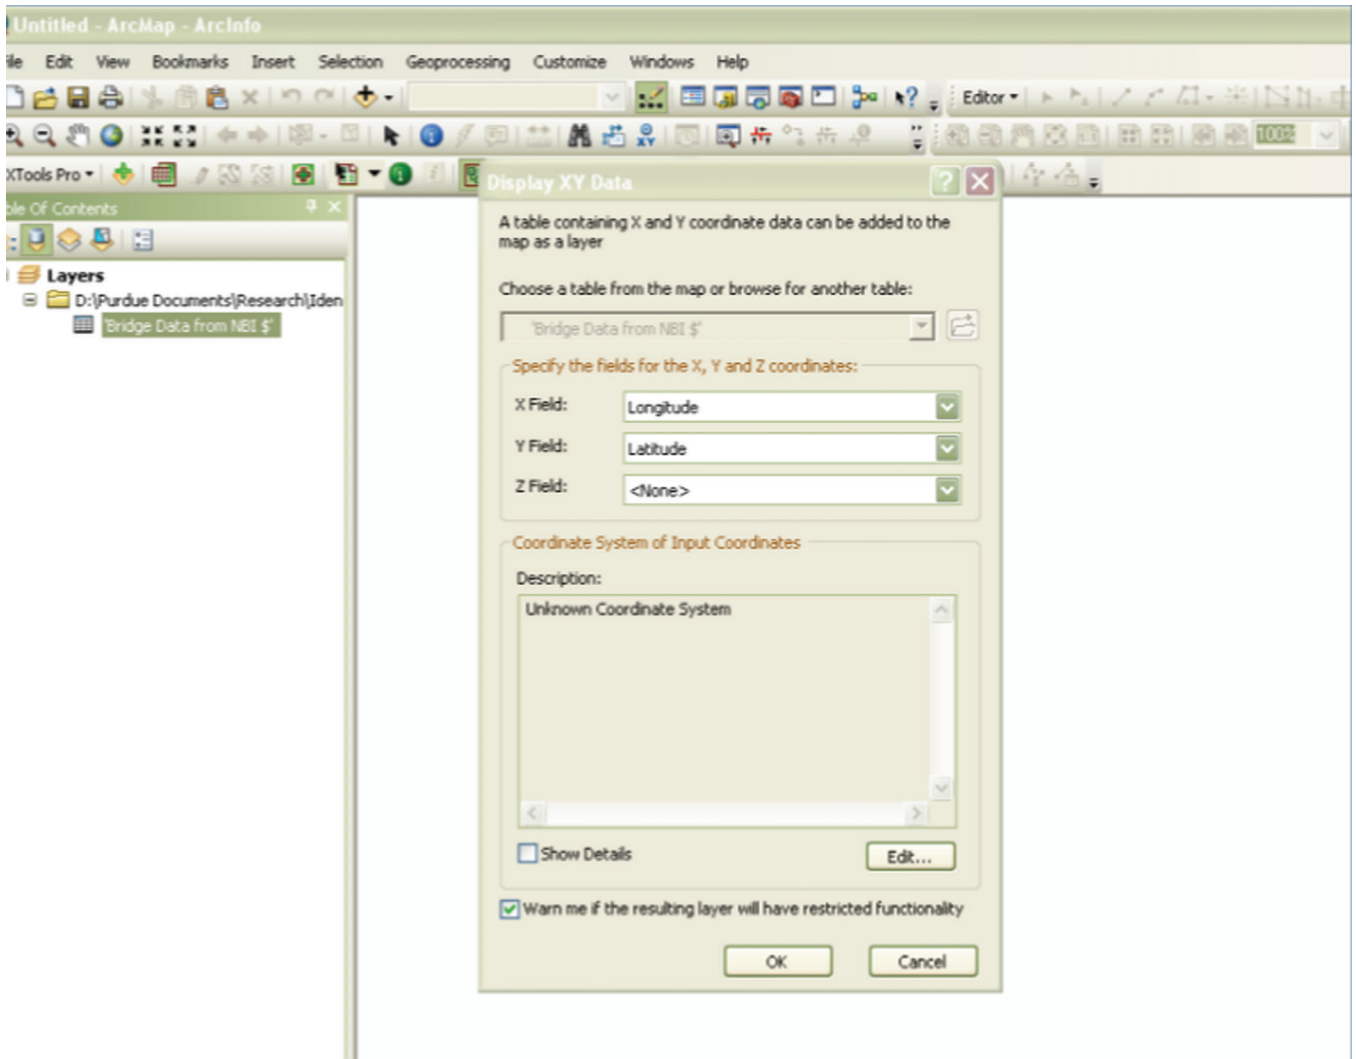 Untitled - ArcMap - ArcInfo
File Edit View Bookmarks Insert Selection Geoprocessing Customize Windows Help
Editor
100%
XTools Pro
ble Of Contents
Layers
D:\Purdue Documents\Research\Iden
'Bridge Data from NBI $'
Display XY Data
A table containing X and Y coordinate data can be added to the
map as a layer
Choose a table from the map or browse for another table:
'Bridge Data from NBI $'
Specify the fields for the X, Y and Z coordinates:
X Field: Longitude
Y Field: Latitude
Z Field: <None>
Coordinate System of Input Coordinates
Description:
Unknown Coordinate System
Show Details
Edit...
Warn me if the resulting layer will have restricted functionality
OK Cancel